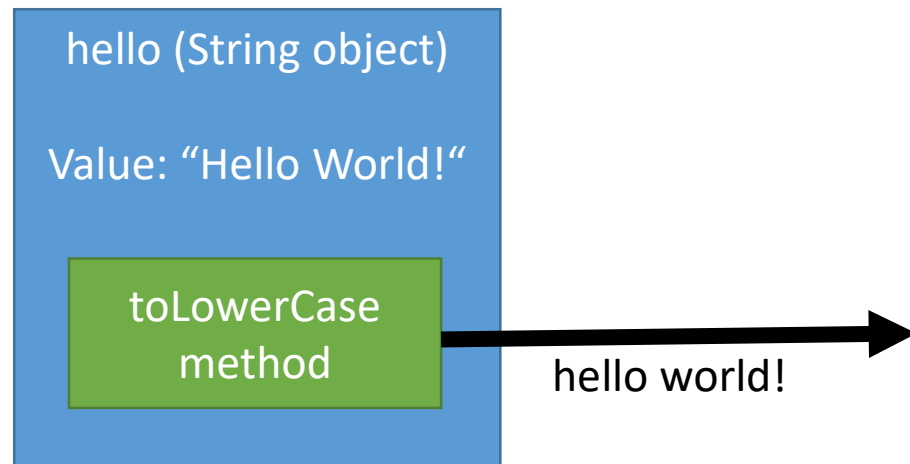 hello (String object)
Value: “Hello World!“
toLowerCase
method
hello world!